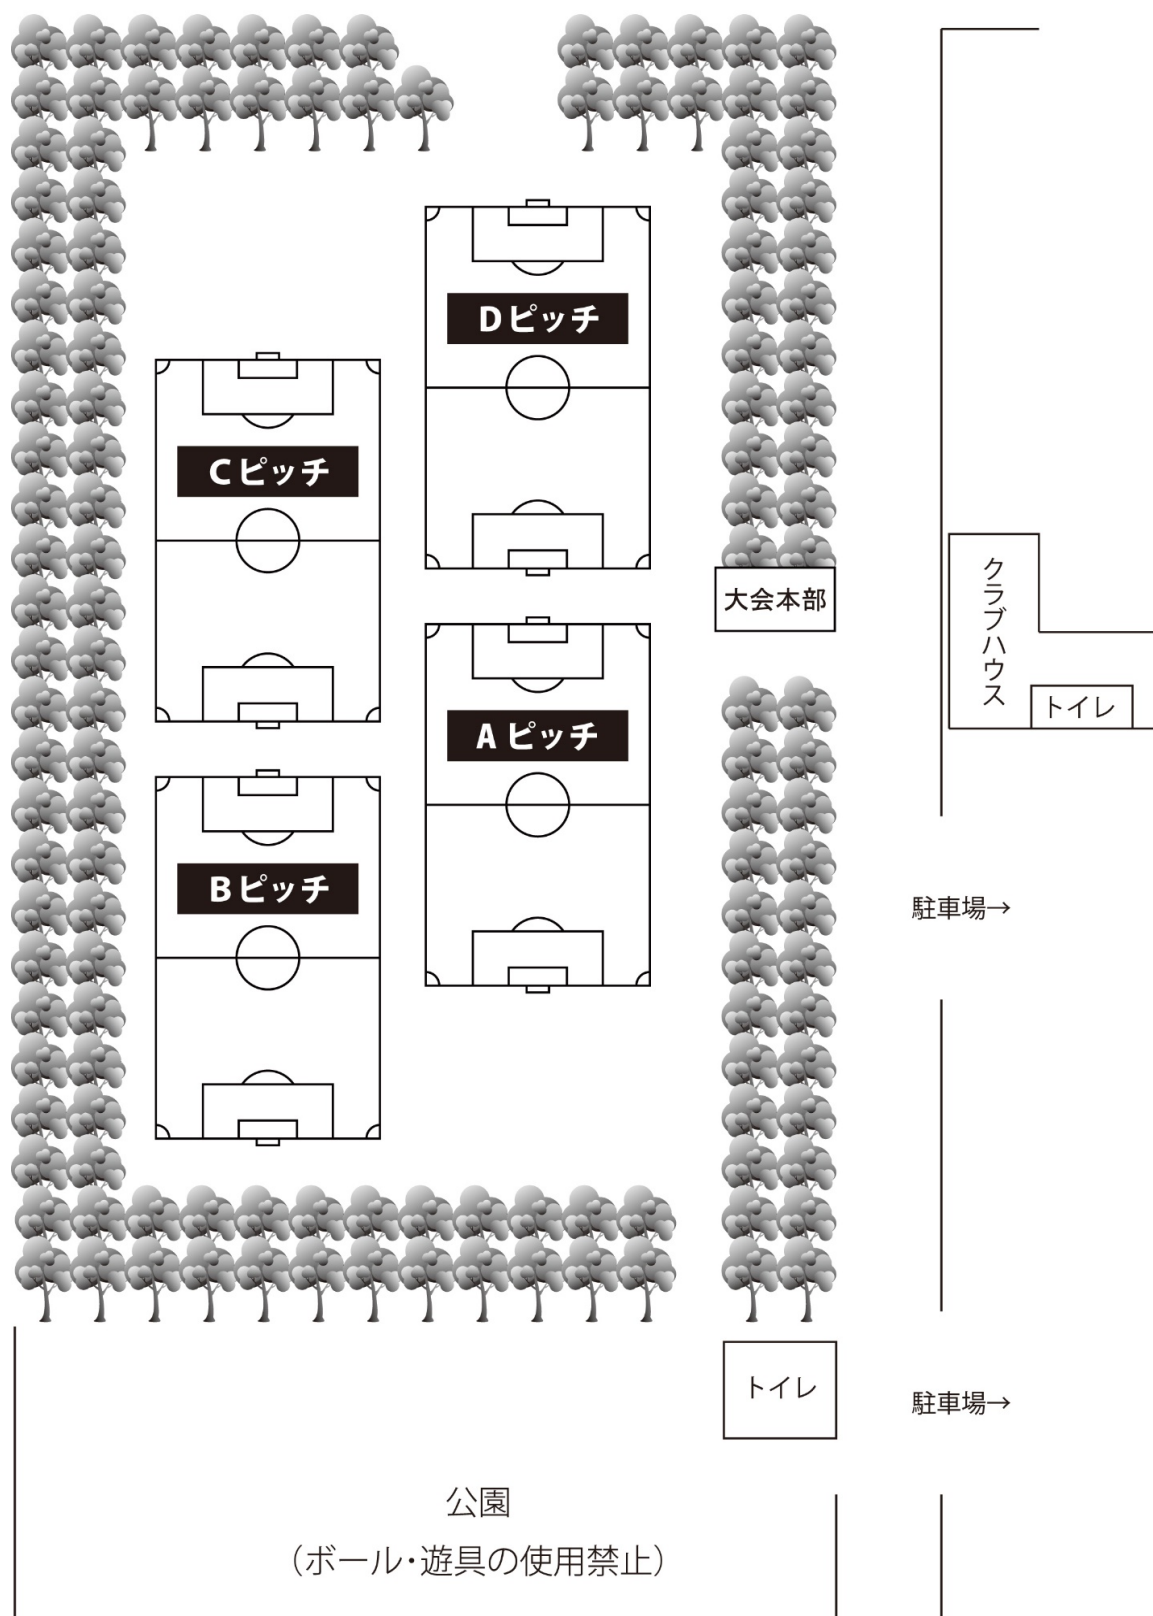 Dピッチ
Cピッチ
大会本部
クラブハウス
トイレ
Aピッチ
Bピッチ
駐車場→
トイレ
駐車場→
公園
(ボール・遊具の使用禁止)